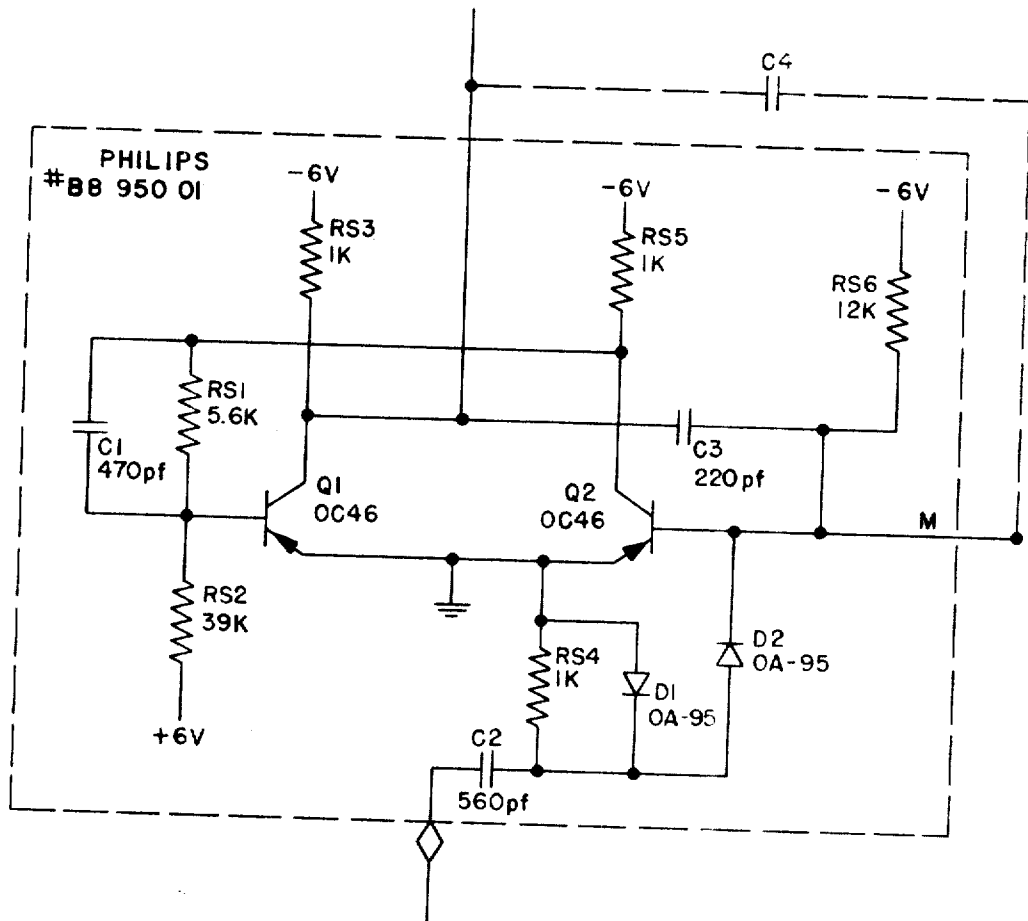 C4
PHILIPS
#B8 950 01
-6V
-6V
-6V
RS3
1K
RS5
1K
RS6
12K
RS1
5.6K
C1
470pf
C3
220pf
Q1
OC46
Q2
OC46
M
RS2
39K
RS4
1K
D2
OA-95
D1
OA-95
+6V
C2
560pf